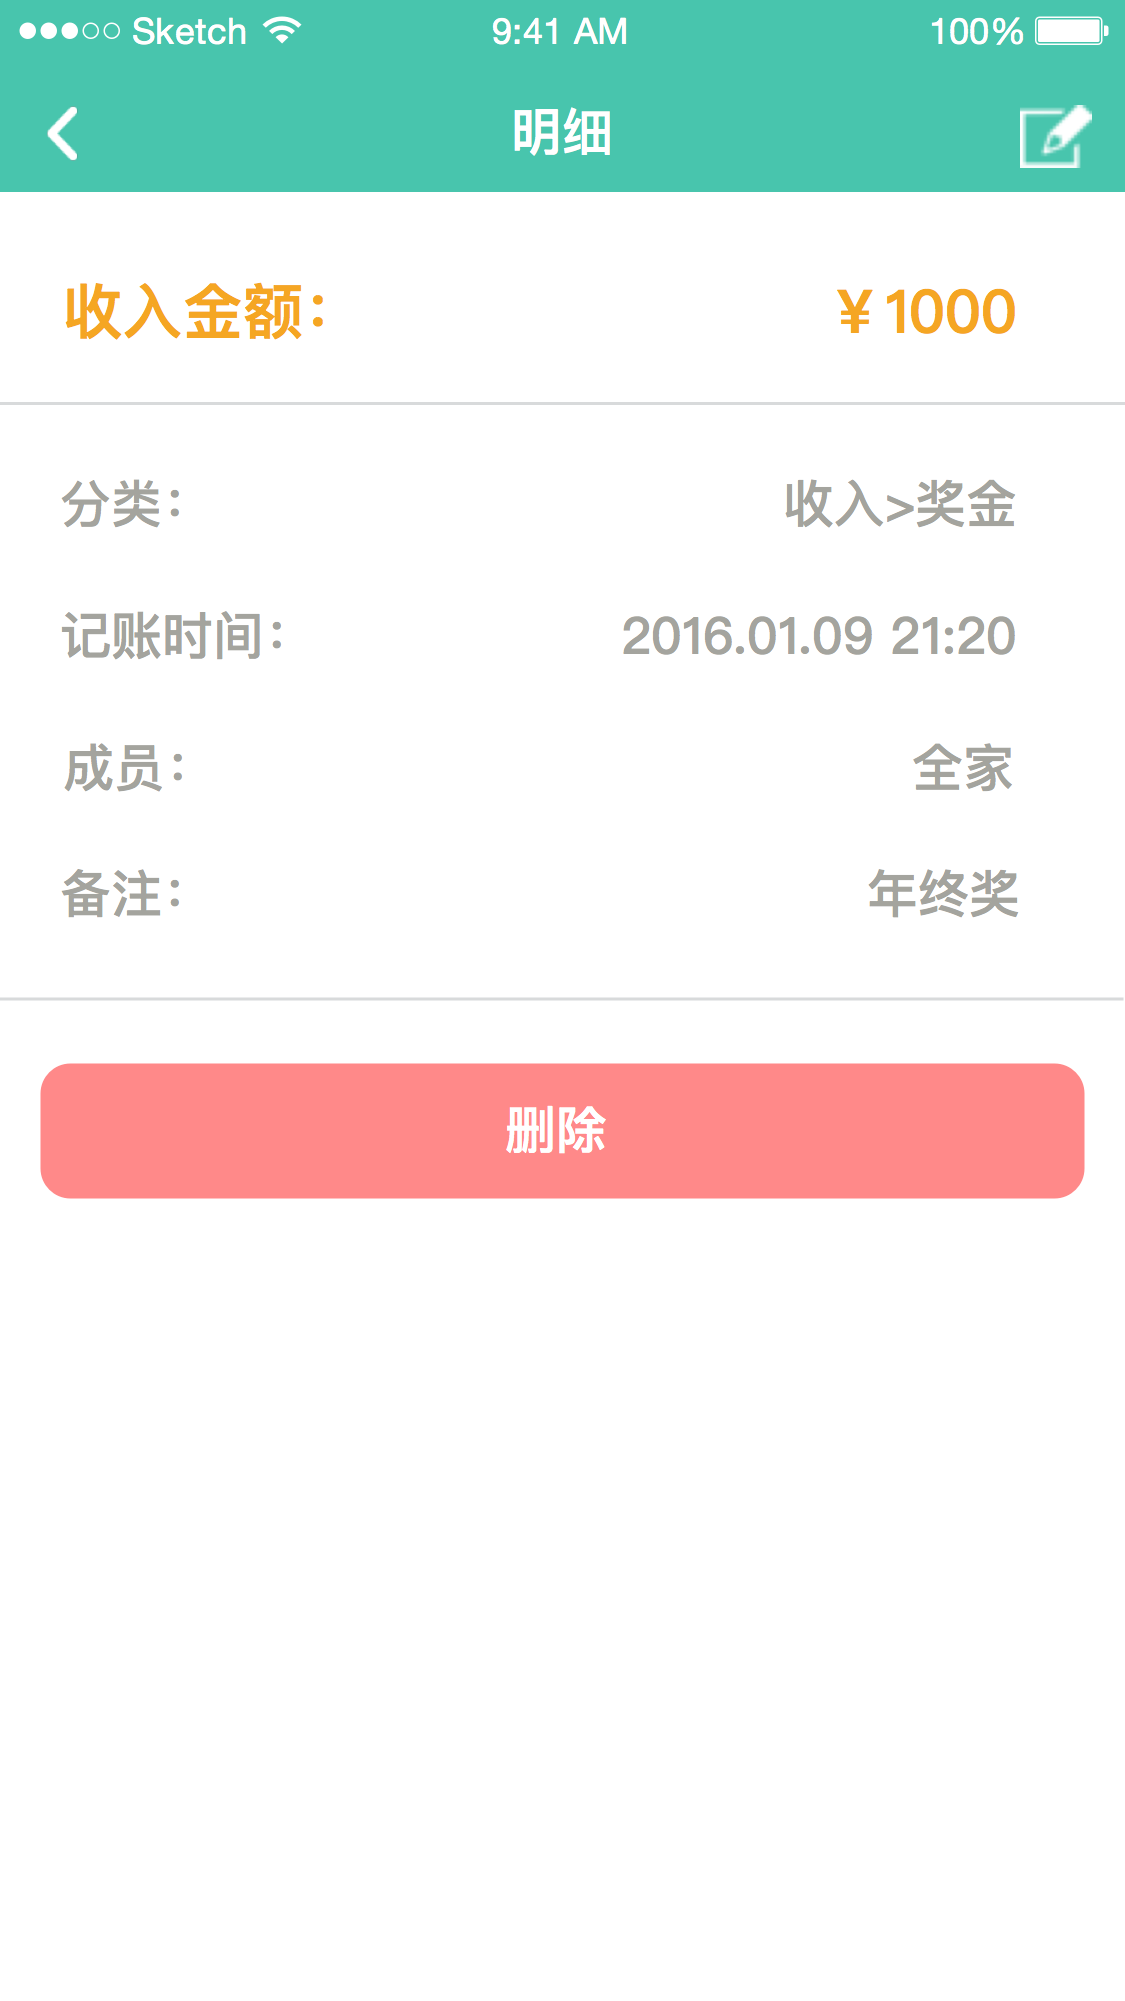 Sketch 9:41 AM 100%
明细
收入金额： ¥ 1000
分类： 收入>奖金
记账时间： 2016.01.09 21:20
成员： 全家
备注： 年终奖
删除